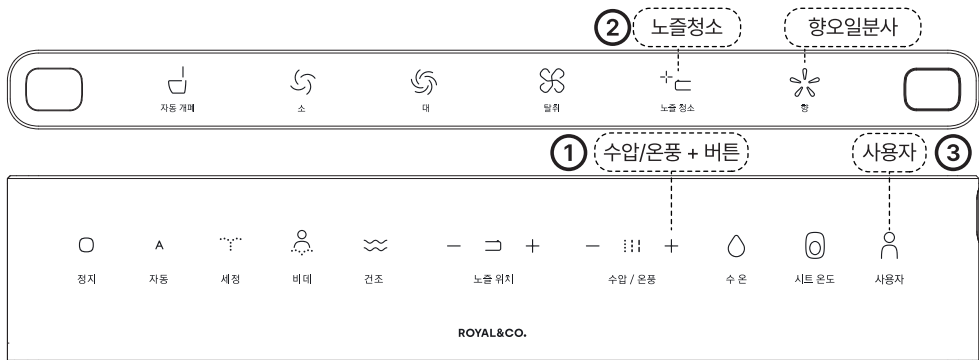 ② 노즐청소 향오일분사
자동 개폐 소 대 탈취 노즐 청소 향
① 수압/온풍 + 버튼 사용자 ③
A
정지 자동 세정 비데 건조 노즐 위치 수압 / 온풍 수 온 시트 온도 사용자
ROYAL&CO.